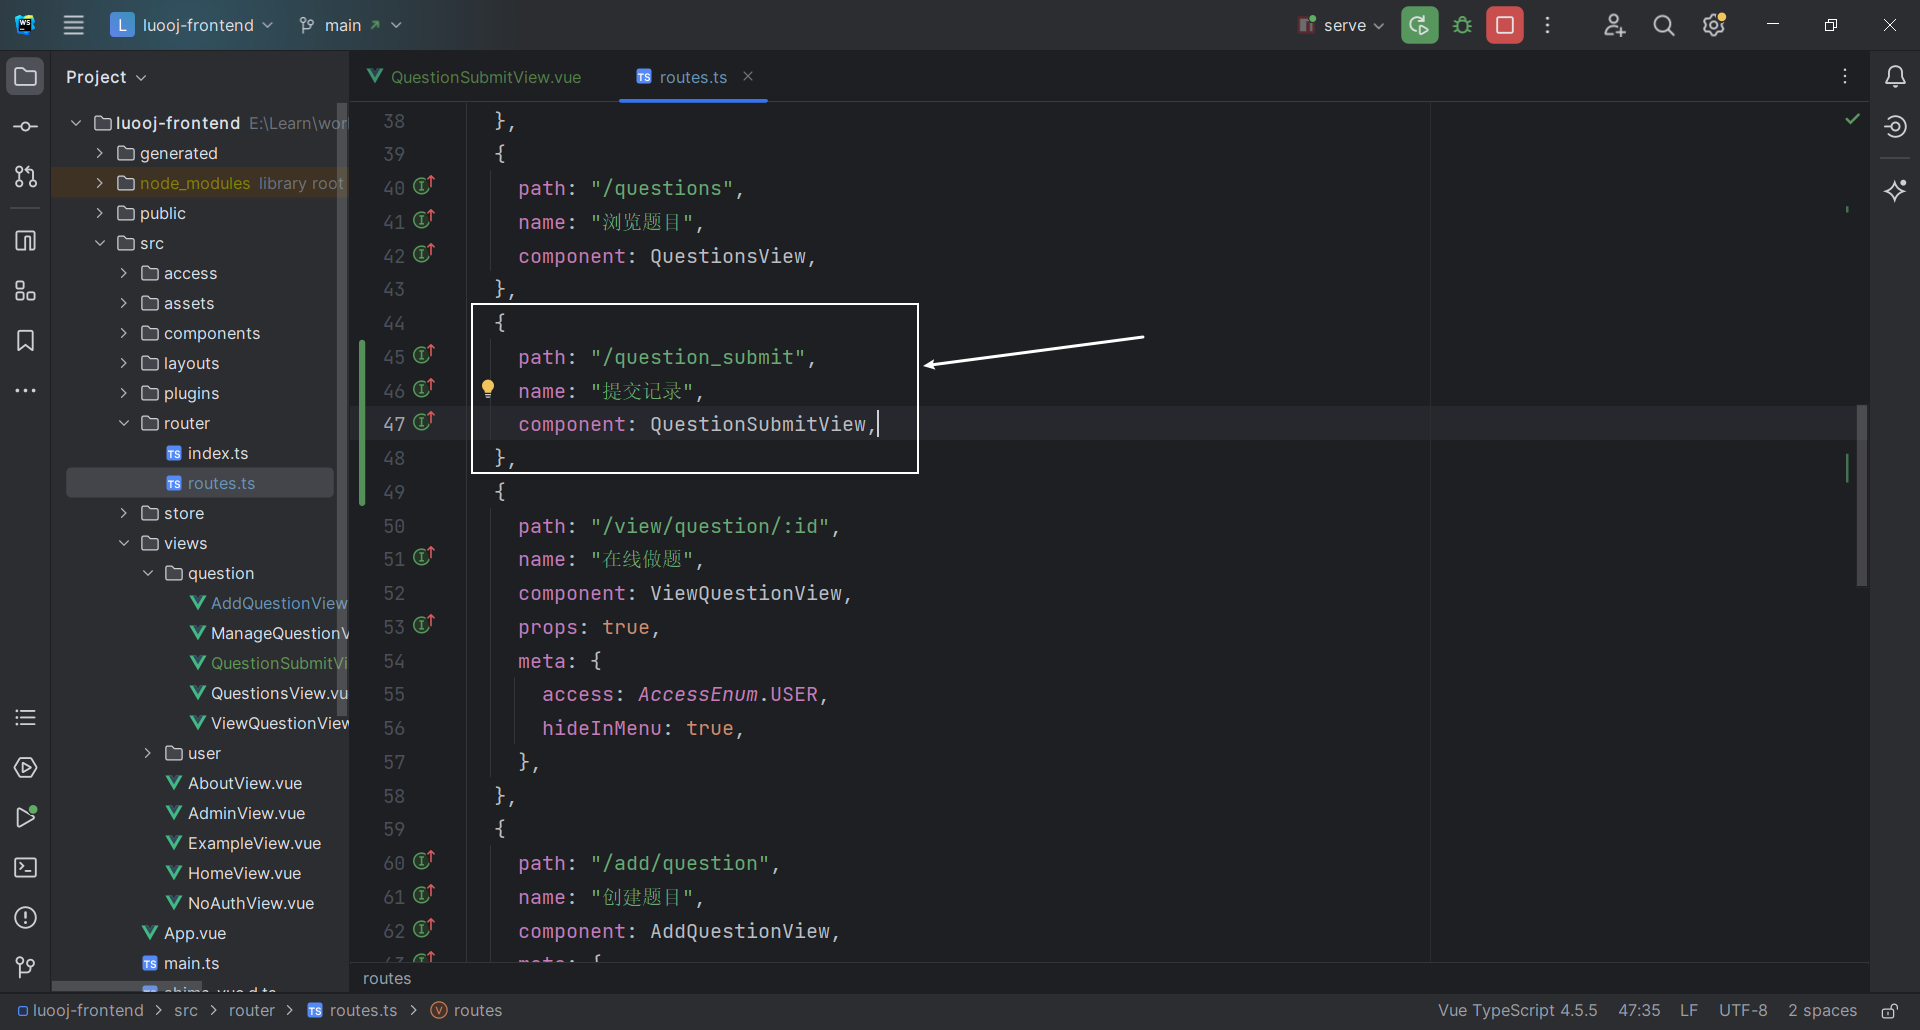 WS
L luooj-frontend
main
serve
Project
QuestionSubmitView.vue
TS routes.ts
luooj-frontend E:\Learn\wor
generated
node_modules library root
public
src
access
assets
components
layouts
plugins
router
TS index.ts
TS routes.ts
store
views
question
AddQuestionView
ManageQuestionV
QuestionSubmitVi
QuestionsView.vu
ViewQuestionView
user
AboutView.vue
AdminView.vue
ExampleView.vue
HomeView.vue
NoAuthView.vue
App.vue
TS main.ts
38 },
39 {
40 path: "/questions",
41 name: "浏览题目",
42 component: QuestionsView,
43 },
44 {
45 path: "/question_submit",
46 name: "提交记录",
47 component: QuestionSubmitView,
48 },
49 {
50 path: "/view/question/:id",
51 name: "在线做题",
52 component: ViewQuestionView,
53 props: true,
54 meta: {
55 access: AccessEnum.USER,
56 hideInMenu: true,
57 },
58 },
59 {
60 path: "/add/question",
61 name: "创建题目",
62 component: AddQuestionView,
routes
luooj-frontend > src > router > TS routes.ts > V routes
Vue TypeScript 4.5.5 47:35 LF UTF-8 2 spaces